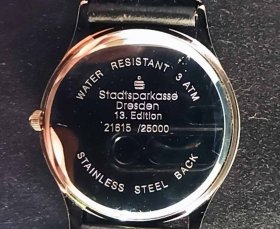 WATER RESISTANT 3 ATM
Stadtsparkasse
Dresden
13. Edition
21615 /25000
STAINLESS STEEL BACK